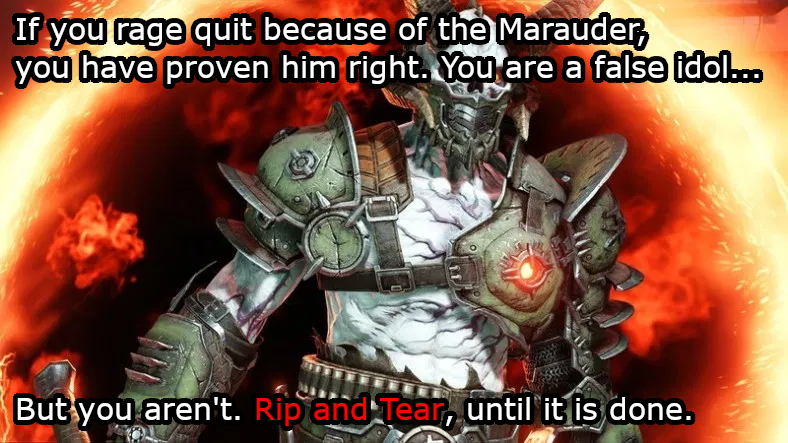 If you rage quit because of the Marauder,
you have proven him right. You are a false idol...
But you aren't. Rip and Tear, until it is done.